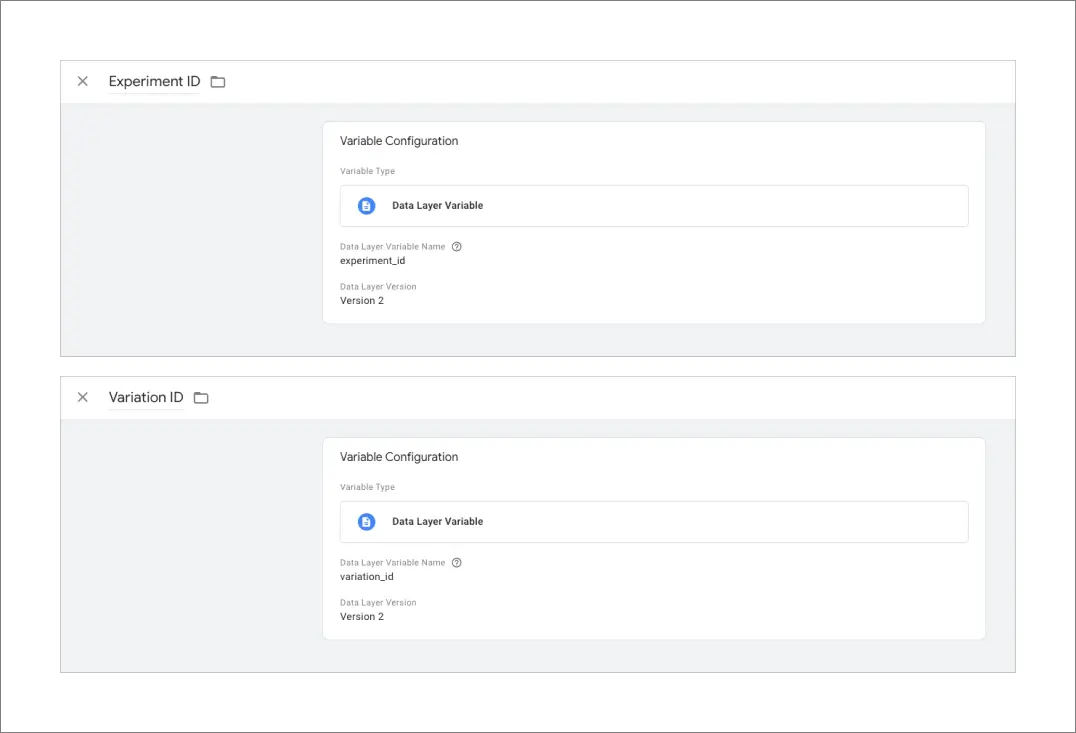 Experiment ID
Variable Configuration
Variable Type
Data Layer Variable
Data Layer Variable Name
experiment_id
Data Layer Version
Version 2
Variation ID
Variable Configuration
Variable Type
Data Layer Variable
Data Layer Variable Name
variation_id
Data Layer Version
Version 2